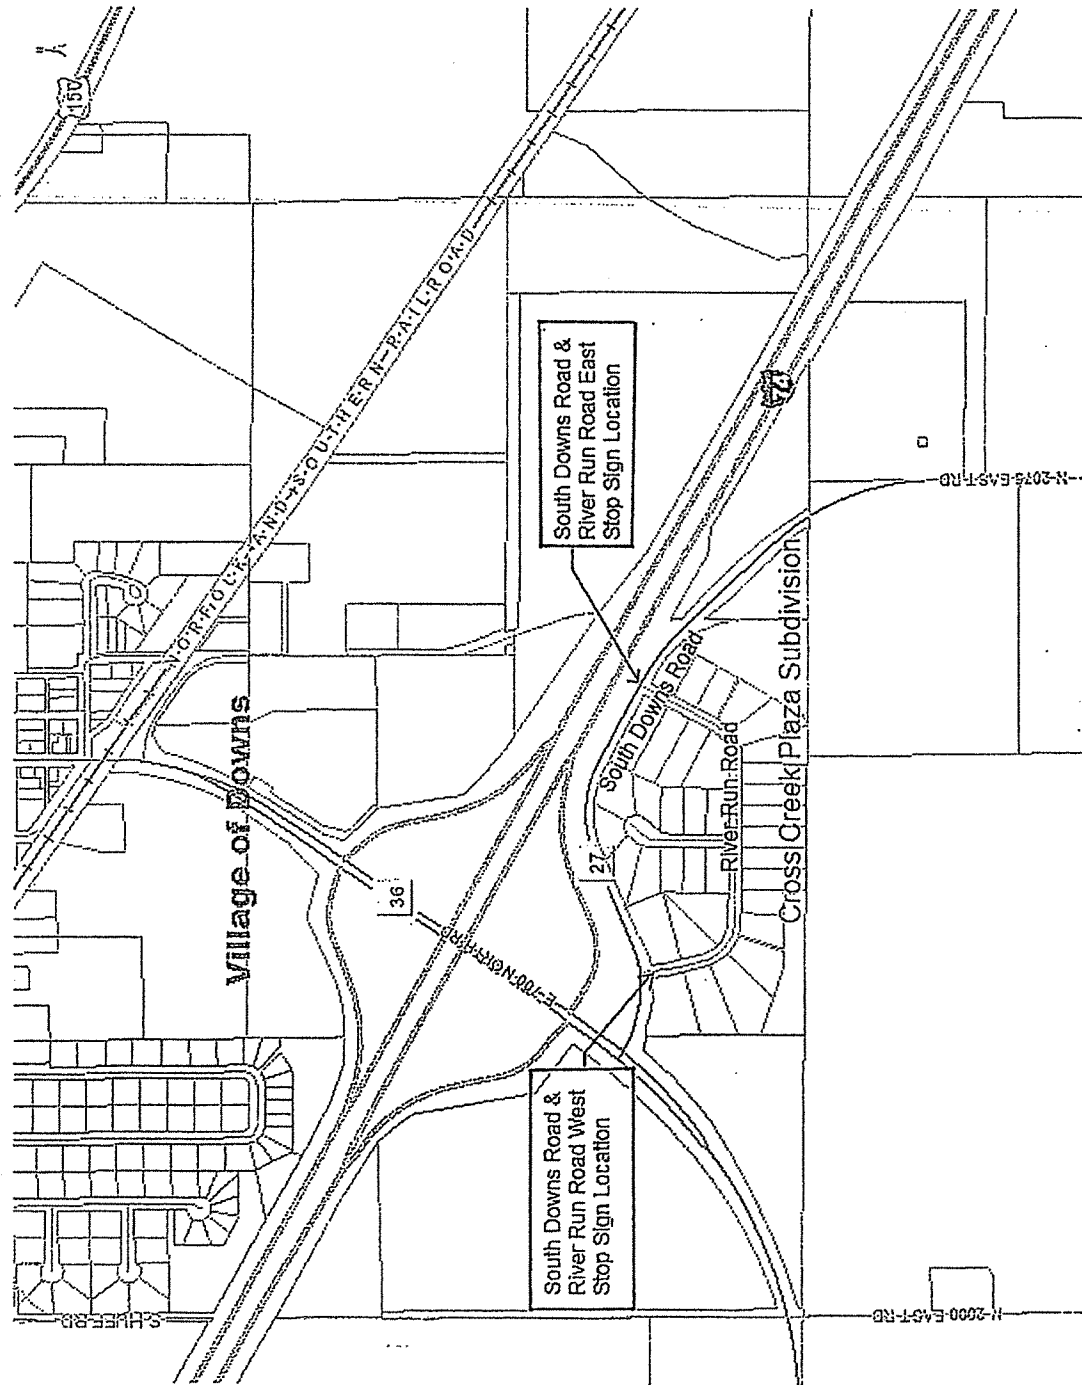 150
NORFOLK-AND-SOUTHERN-RAILROAD
Village of Downs
36
E-700-NORTH-RD
South Downs Road &
River Run Road East
Stop Sign Location
74
South Downs Road
27
River Run Road
Cross Creek Plaza Subdivision
N-2075-EAST-RD
South Downs Road &
River Run Road West
Stop Sign Location
S-HUFF-RD
N-2000-EAST-RD